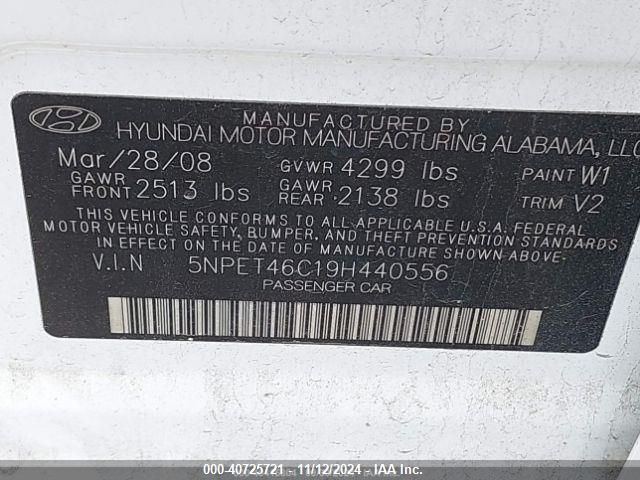 MANUFACTURED BY
HYUNDAI MOTOR MANUFACTURING ALABAMA, LLC
Mar/28/08 GVWR 4299 lbs PAINT W1
GAWR FRONT 2513 lbs GAWR REAR 2138 lbs TRIM V2
THIS VEHICLE CONFORMS TO ALL APPLICABLE U.S.A. FEDERAL
MOTOR VEHICLE SAFETY, BUMPER, AND THEFT PREVENTION STANDARDS
IN EFFECT ON THE DATE OF MANUFACTURE SHOWN ABOVE.
V.I.N 5NPET46C19H440556
PASSENGER CAR
000-40725721 - 11/12/2024 - IAA Inc.